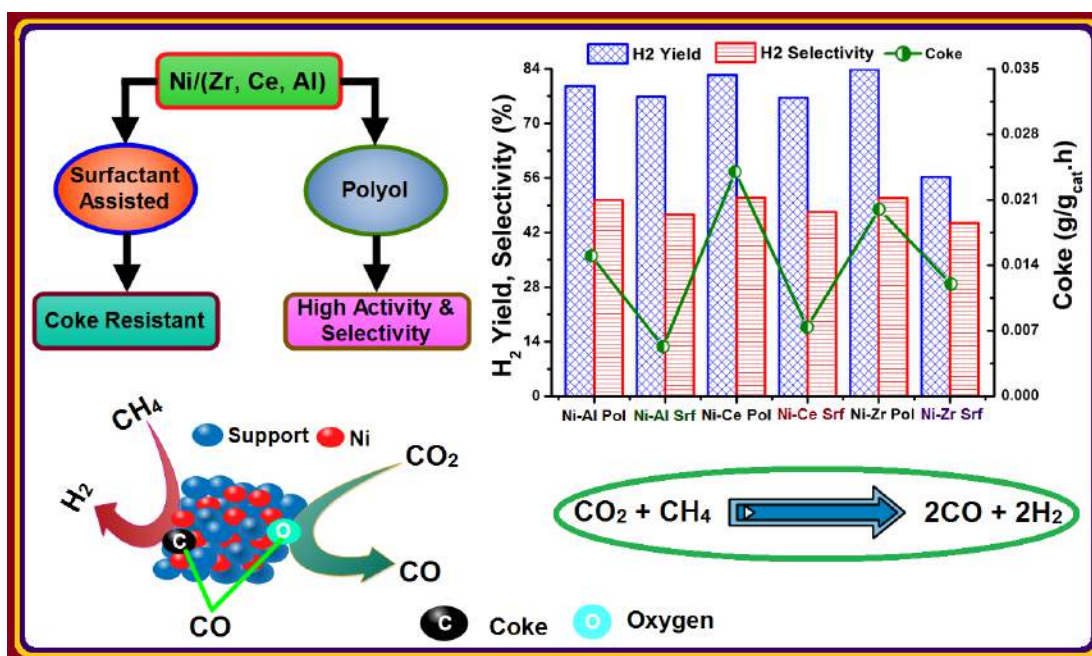 Ni/(Zr, Ce, Al)
Surfactant
Assisted
Polyol
Coke Resistant
High Activity &
Selectivity
H2 Yield
H2 Selectivity
Coke
H₂ Yield, Selectivity (%)
84
70
56
42
28
14
0
0.035
0.028
0.021
0.014
0.007
0.000
Coke (g/g_cat.h)
Ni-Al Pol
Ni-Al Srf
Ni-Ce Pol
Ni-Ce Srf
Ni-Zr Pol
Ni-Zr Srf
CH₄
H₂
Support
Ni
CO₂
C
O
CO
CO
CO₂ + CH₄
2CO + 2H₂
C
Coke
O
Oxygen